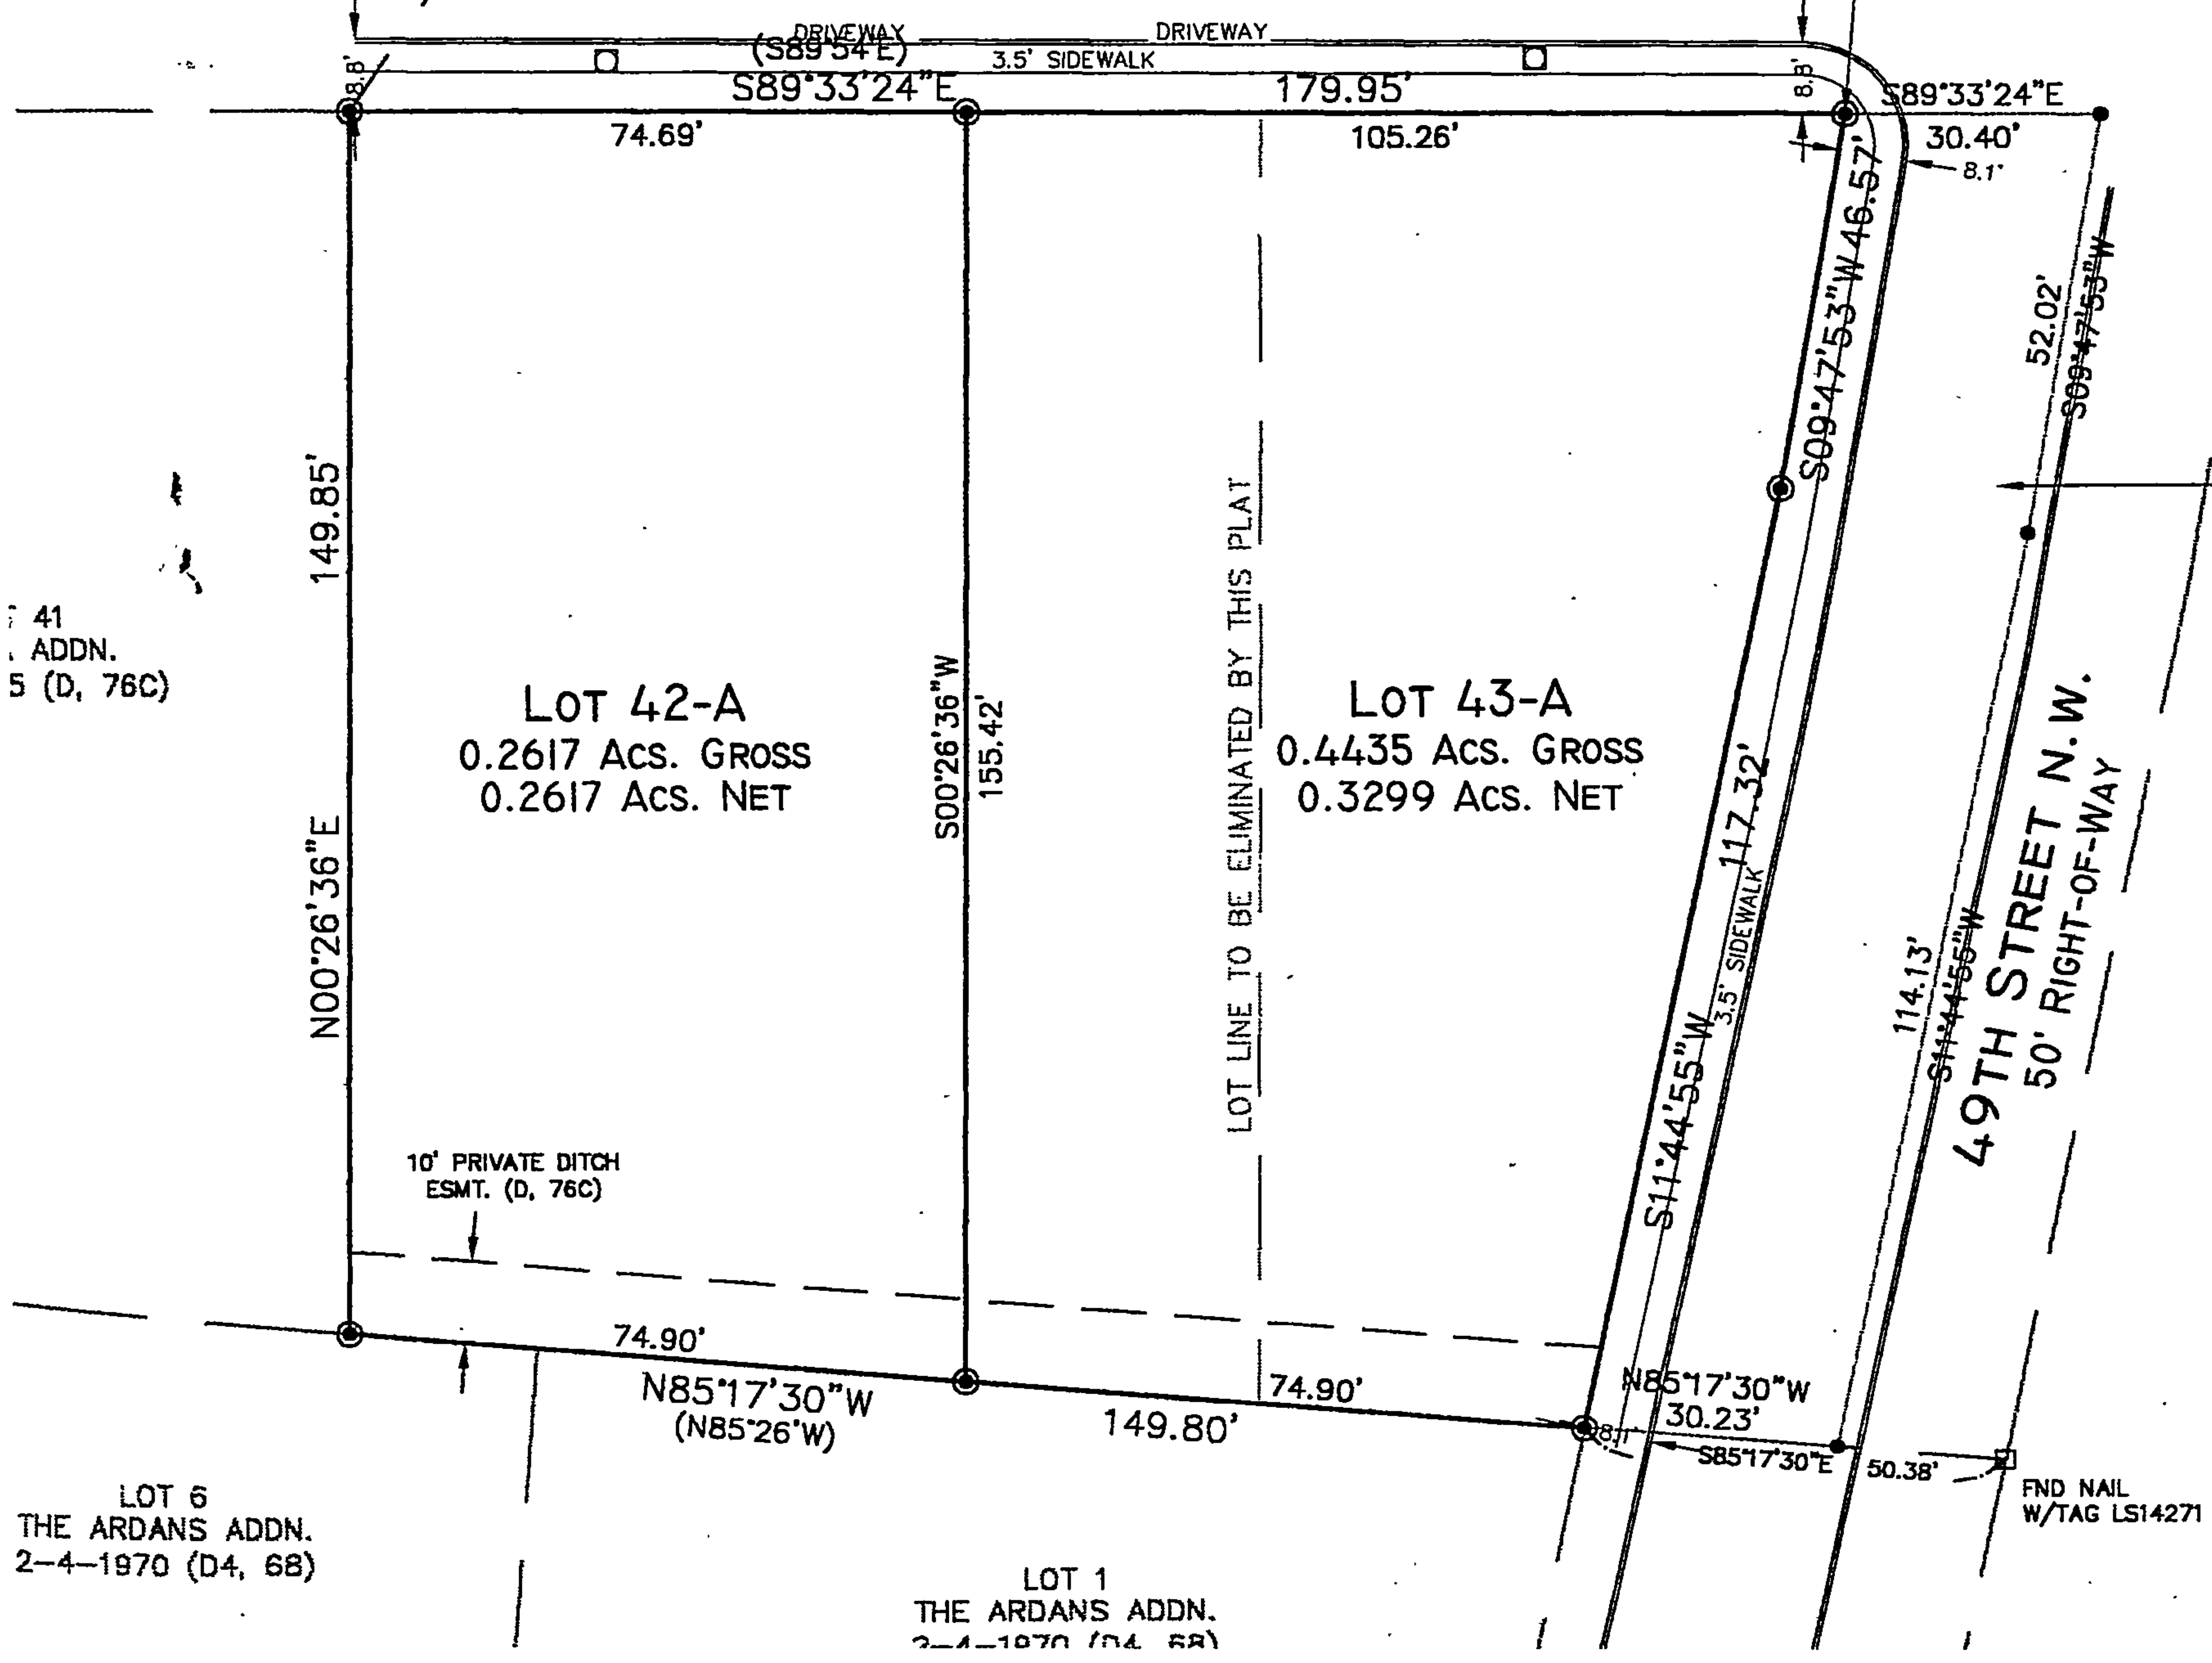 DRIVEWAY
DRIVEWAY
(S89°54'E)
3.5' SIDEWALK
8.8'
S89°33'24"E
179.95'
8.8'
S89°33'24"E
74.69'
105.26'
30.40'
8.1'
S09°47'53"W 46.57'
52.02'
S09°47'53"W
149.85'
N00°26'36"E
41
ADDN.
5 (D, 76C)
LOT 42-A
0.2617 ACS. GROSS
0.2617 ACS. NET
S00°26'36"W
155.42'
LOT LINE TO BE ELIMINATED BY THIS PLAT
LOT 43-A
0.4435 ACS. GROSS
0.3299 ACS. NET
117.32'
S11°44'55"W
3.5' SIDEWALK
114.13'
S11°44'55"W
49TH STREET N.W.
50' RIGHT-OF-WAY
10' PRIVATE DITCH
ESMT. (D, 76C)
74.90'
N85°17'30"W
(N85°26'W)
74.90'
149.80'
N85°17'30"W
30.23'
8.1'
S85°17'30"E
50.38'
FND NAIL
W/TAG LS14271
LOT 6
THE ARDANS ADDN.
2-4-1970 (D4, 68)
LOT 1
THE ARDANS ADDN.
2-4-1970 (D4, 68)